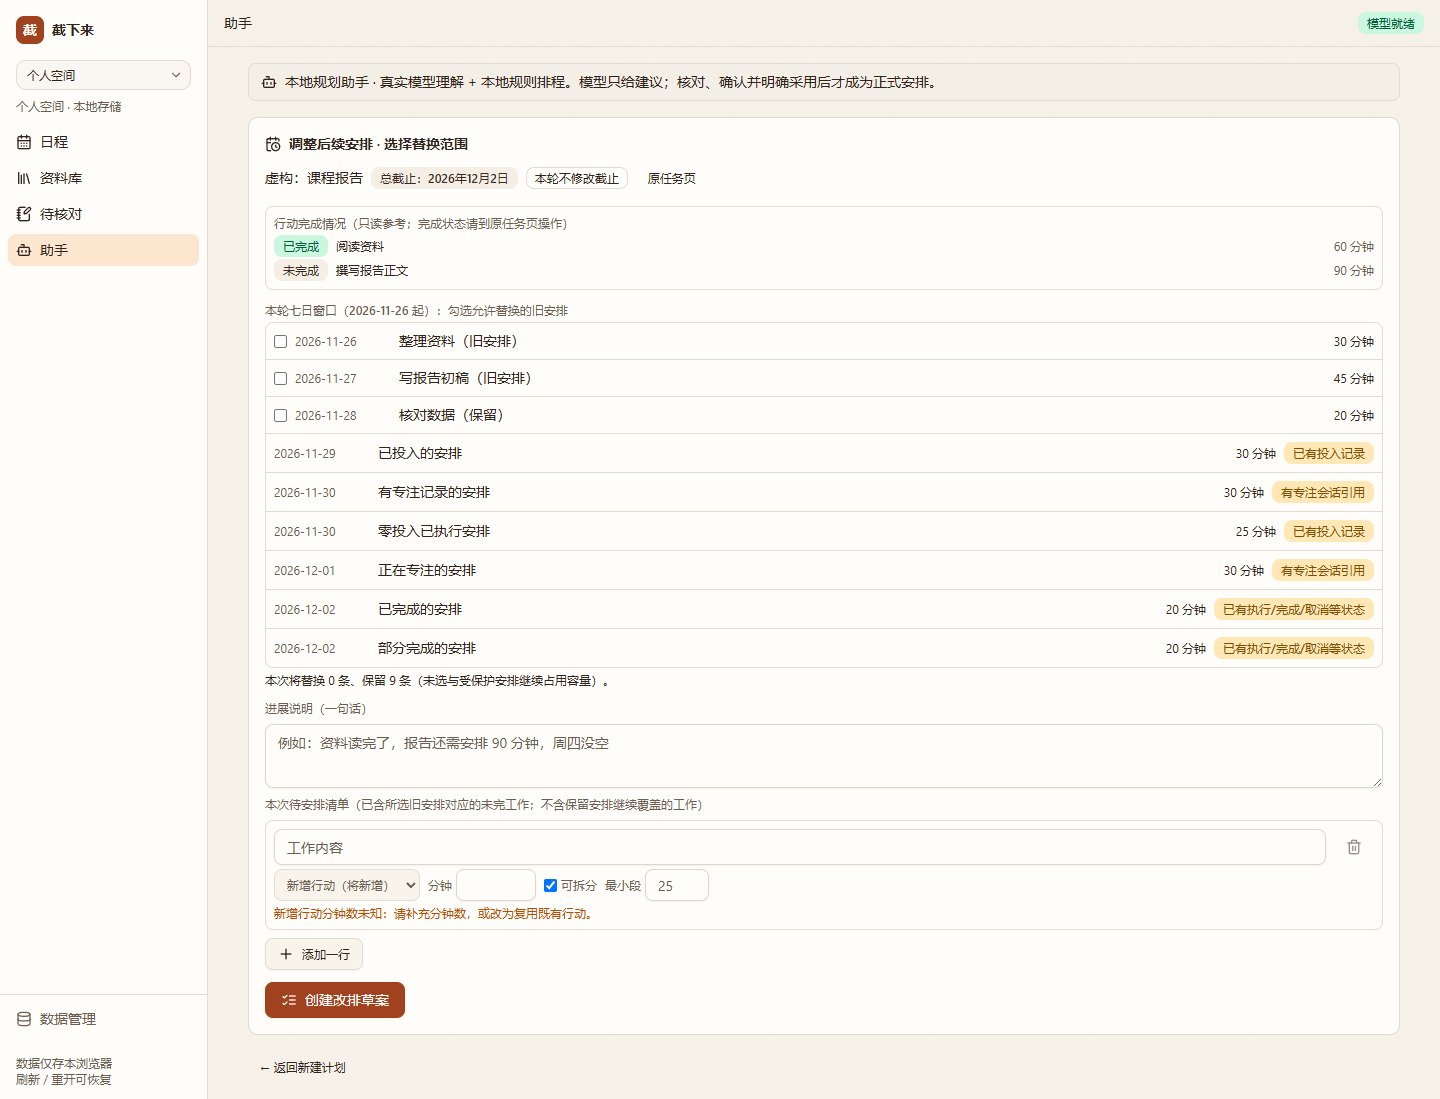 截 截下来
个人空间
个人空间 · 本地存储
日程
资料库
待核对
助手
数据管理
数据仅存本浏览器
刷新 / 重开可恢复
助手
模型就绪
本地规划助手 · 真实模型理解 + 本地规则排程。模型只给建议；核对、确认并明确采用后才成为正式安排。
调整后续安排 · 选择替换范围
虚构：课程报告 总截止：2026年12月2日 本轮不修改截止 原任务页
行动完成情况（只读参考；完成状态请到原任务页操作）
已完成 阅读资料 60 分钟
未完成 撰写报告正文 90 分钟
本轮七日窗口（2026-11-26 起）：勾选允许替换的旧安排
2026-11-26 整理资料（旧安排） 30 分钟
2026-11-27 写报告初稿（旧安排） 45 分钟
2026-11-28 核对数据（保留） 20 分钟
2026-11-29 已投入的安排 30 分钟 已有投入记录
2026-11-30 有专注记录的安排 30 分钟 有专注会话引用
2026-11-30 零投入已执行安排 25 分钟 已有投入记录
2026-12-01 正在专注的安排 30 分钟 有专注会话引用
2026-12-02 已完成的安排 20 分钟 已有执行/完成/取消等状态
2026-12-02 部分完成的安排 20 分钟 已有执行/完成/取消等状态
本次将替换 0 条、保留 9 条（未选与受保护安排继续占用容量）。
进展说明（一句话）
例如：资料读完了，报告还需安排 90 分钟，周四没空
本次待安排清单（已含所选旧安排对应的未完工作；不含保留安排继续覆盖的工作）
工作内容
新增行动（将新增） 分钟 可拆分 最小段 25
新增行动分钟数未知：请补充分钟数，或改为复用既有行动。
添加一行
创建改排草案
← 返回新建计划